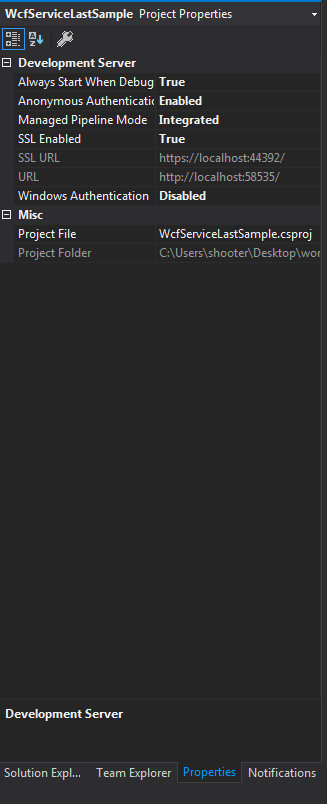 WcfServiceLastSample Project Properties
Development Server
Always Start When Debug True
Anonymous Authenticatio Enabled
Managed Pipeline Mode Integrated
SSL Enabled True
SSL URL https://localhost:44392/
URL http://localhost:58535/
Windows Authentication Disabled
Misc
Project File WcfServiceLastSample.csproj
Project Folder C:\Users\shooter\Desktop\wor
Development Server
Solution Expl... Team Explorer Properties Notifications